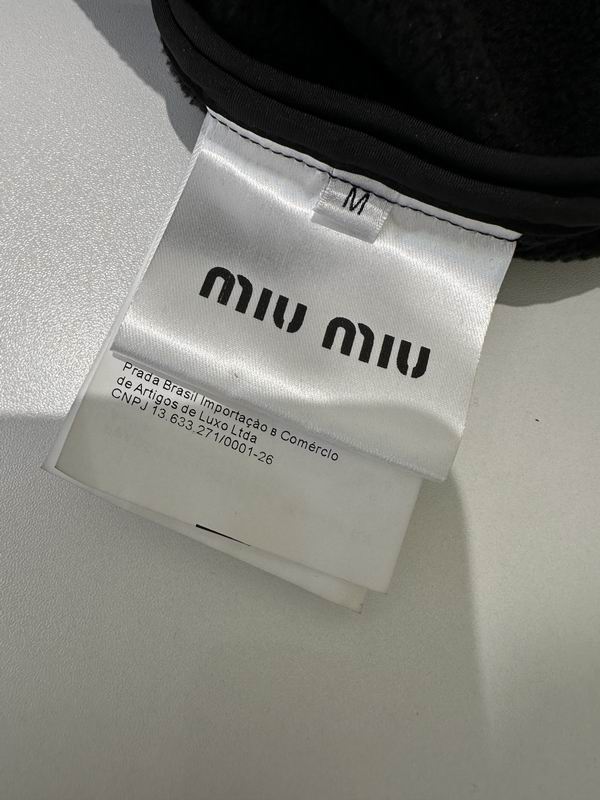 M
MIU MIU
Prada Brasil Importação e Comércio
de Artigos de Luxo Ltda
CNPJ 13.633.271/0001-26